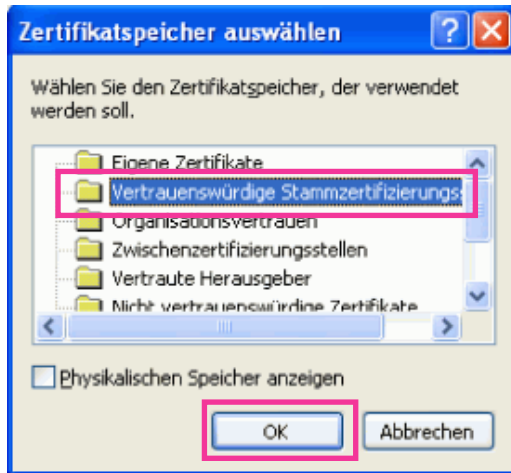 Zertifikatspeicher auswählen
Wählen Sie den Zertifikatspeicher, der verwendet
werden soll.
Eigene Zertifikate
Vertrauenswürdige Stammzertifizierungs
Organisationsvertrauen
Zwischenzertifizierungsstellen
Vertraute Herausgeber
Nicht vertrauenswürdige Zertifikate
Physikalischen Speicher anzeigen
OK
Abbrechen